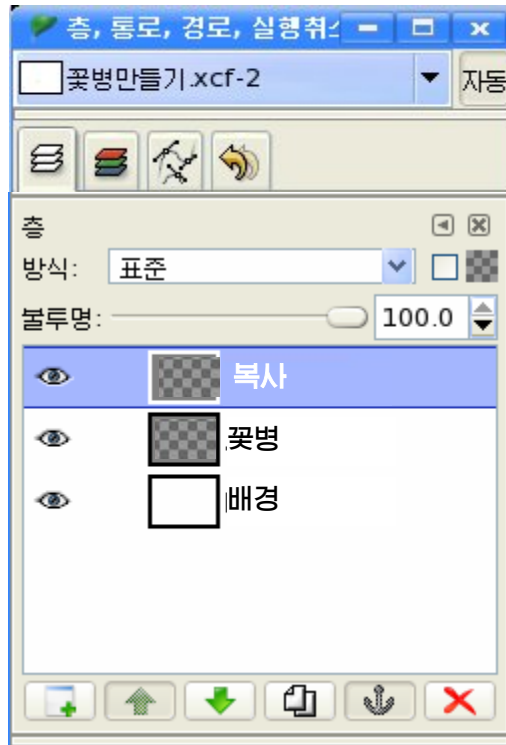 층, 통로, 경로, 실행취소
꽃병만들기.xcf-2
자동
층
방식: 표준
불투명: 100.0
복사
꽃병
배경